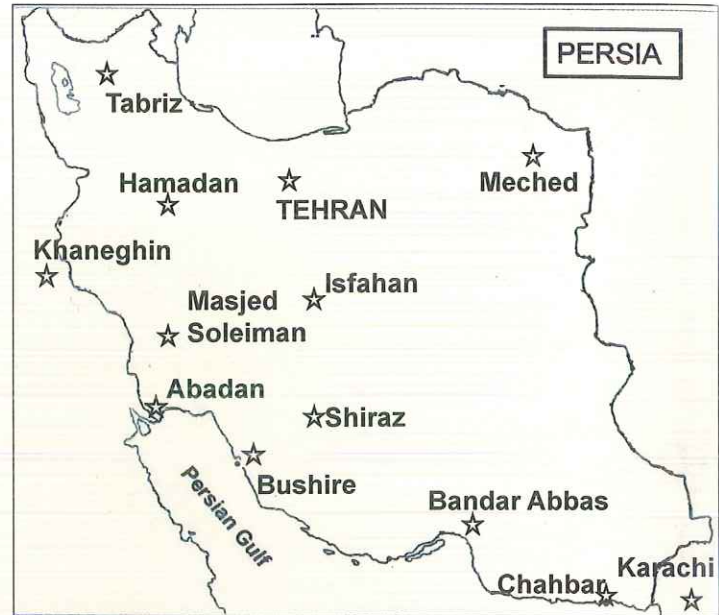 PERSIA
Tabriz
Hamadan
TEHRAN
Meched
Khaneghin
Isfahan
Masjed
Soleiman
Abadan
Shiraz
Bushire
Persian Gulf
Bandar Abbas
Chahbar
Karachi